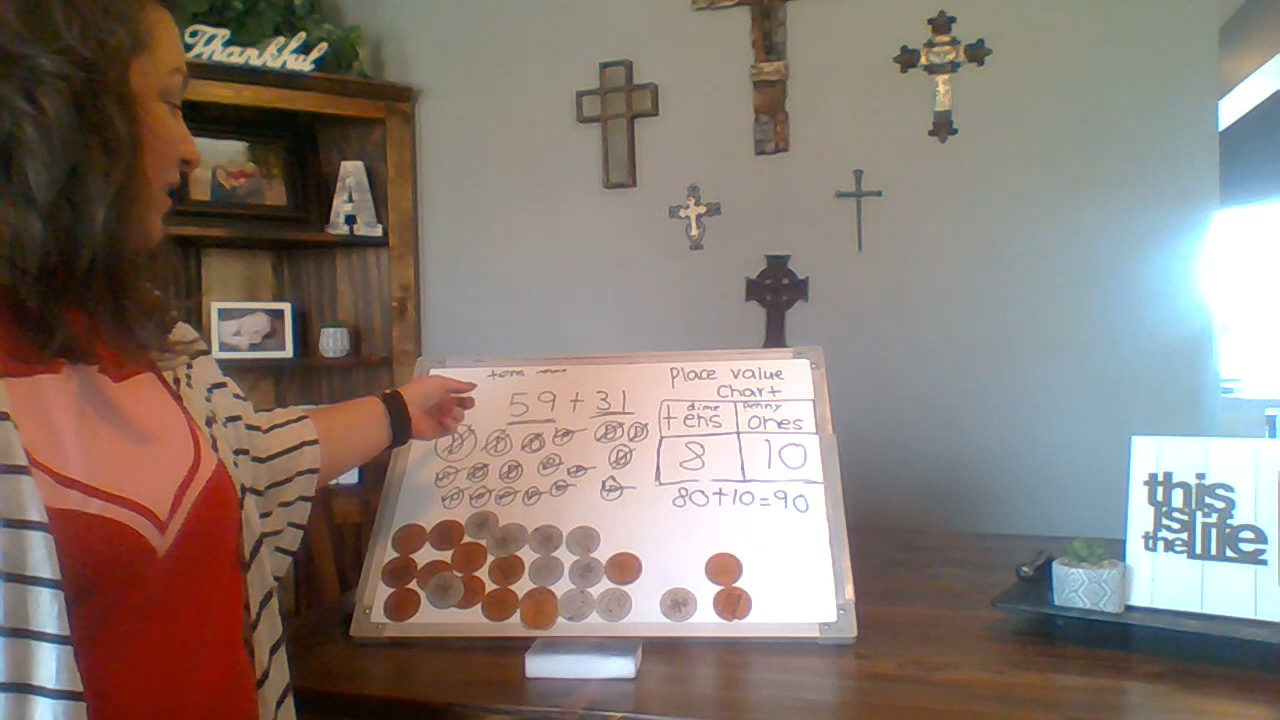 Thankful
A
tens
59 + 31
Place value
Chart
dime
tens
penny
ones
8
10
80+10=90
this
is
the life